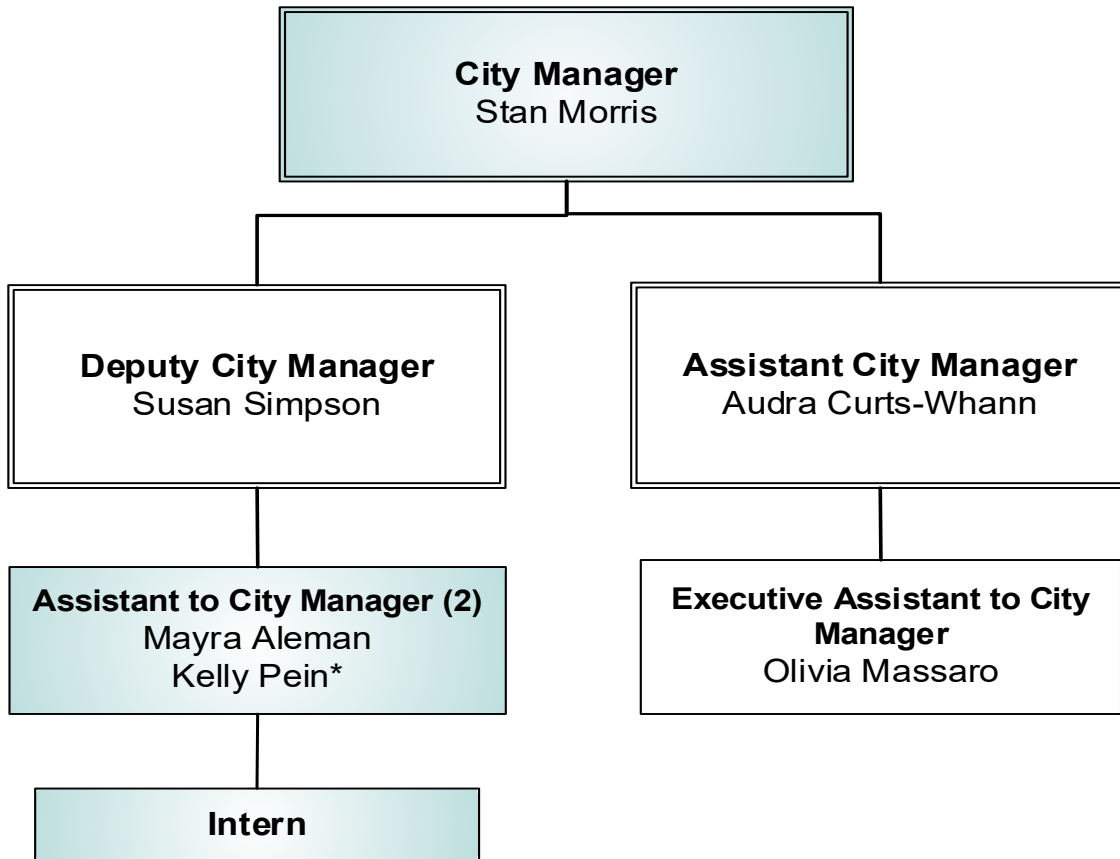 City Manager
Stan Morris
Deputy City Manager
Susan Simpson
Assistant City Manager
Audra Curts-Whann
Assistant to City Manager (2)
Mayra Aleman
Kelly Pein*
Executive Assistant to City
Manager
Olivia Massaro
Intern